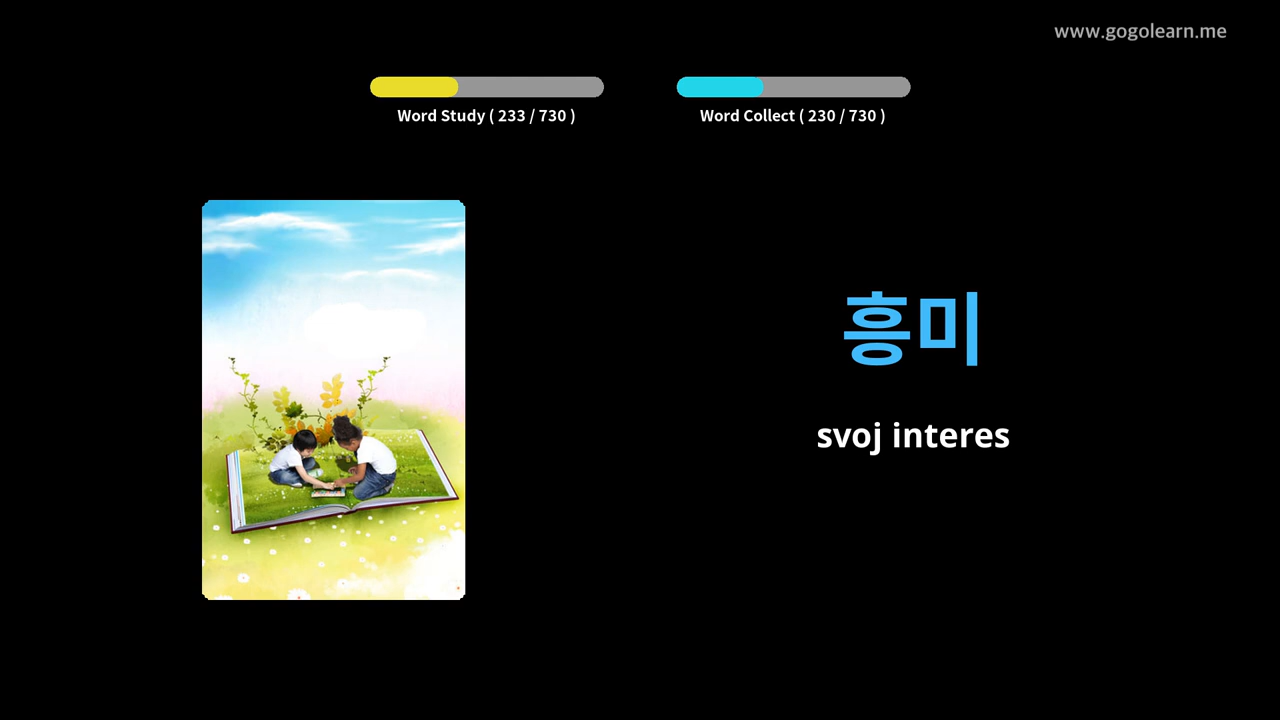 www.gogolearn.me
Word Study ( 233 / 730 )
Word Collect ( 230 / 730 )
흥미
svoj interes